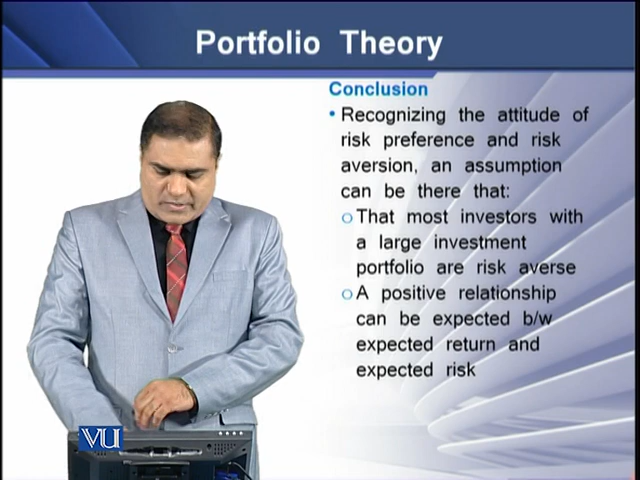 Portfolio Theory
Conclusion
• Recognizing the attitude of
risk preference and risk
aversion, an assumption
can be there that:
o That most investors with
a large investment
portfolio are risk averse
o A positive relationship
can be expected b/w
expected return and
expected risk
VU